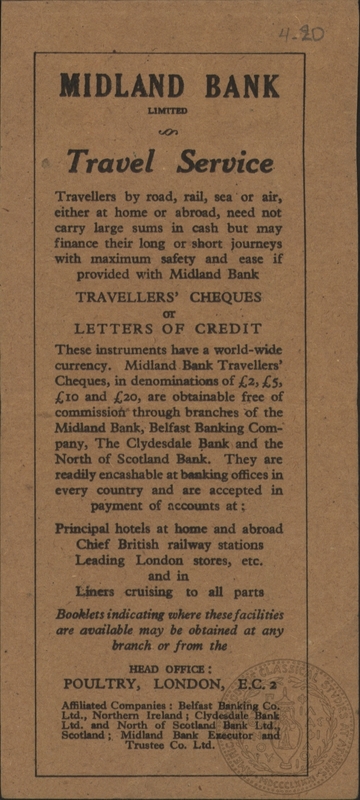 4-20
MIDLAND BANK
LIMITED
Travel Service
Travellers by road, rail, sea or air,
either at home or abroad, need not
carry large sums in cash but may
finance their long or short journeys
with maximum safety and ease if
provided with Midland Bank
TRAVELLERS' CHEQUES
or
LETTERS OF CREDIT
These instruments have a world-wide
currency. Midland Bank Travellers'
Cheques, in denominations of £2, £5,
£10 and £20, are obtainable free of
commission through branches of the
Midland Bank, Belfast Banking Com-
pany, The Clydesdale Bank and the
North of Scotland Bank. They are
readily encashable at banking offices in
every country and are accepted in
payment of accounts at :
Principal hotels at home and abroad
Chief British railway stations
Leading London stores, etc.
and in
Liners cruising to all parts
Booklets indicating where these facilities
are available may be obtained at any
branch or from the
HEAD OFFICE :
POULTRY, LONDON, E.C. 2
Affiliated Companies : Belfast Banking Co.
Ltd., Northern Ireland ; Clydesdale Bank
Ltd. and North of Scotland Bank Ltd.,
Scotland ; Midland Bank Executor and
Trustee Co. Ltd.